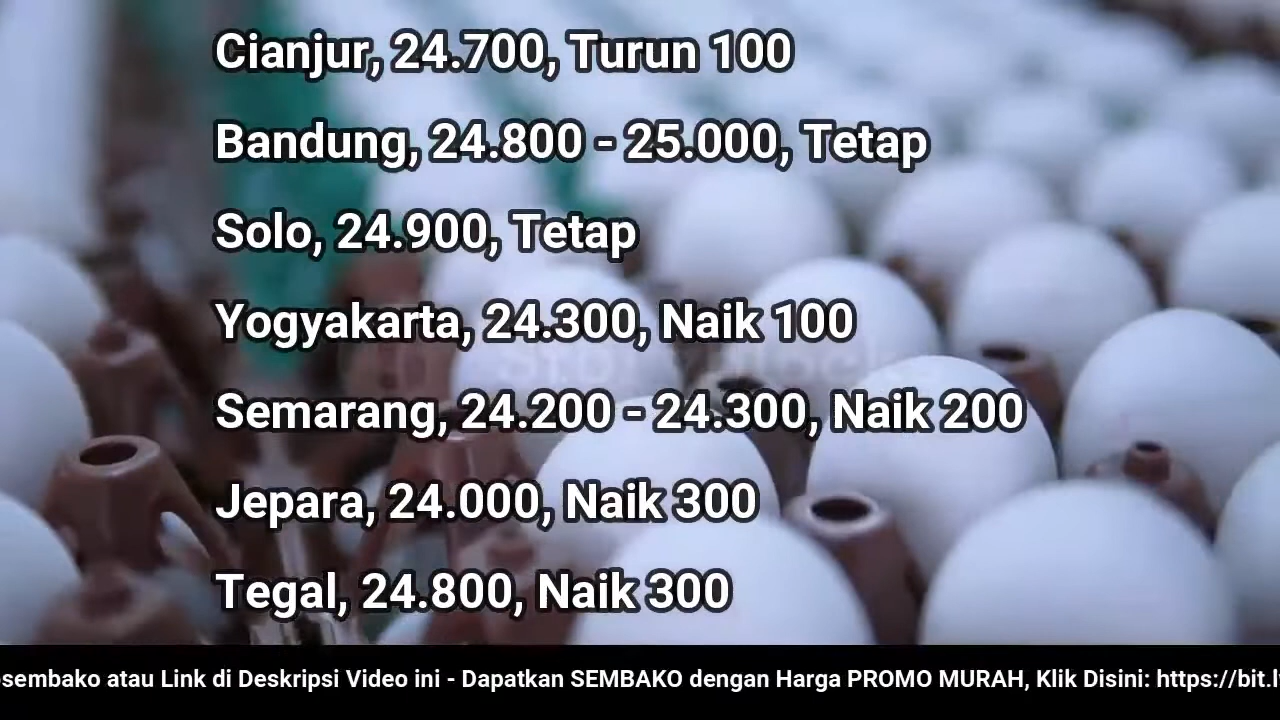 Cianjur, 24.700, Turun 100
Bandung, 24.800 - 25.000, Tetap
Solo, 24.900, Tetap
Yogyakarta, 24.300, Naik 100
Semarang, 24.200 - 24.300, Naik 200
Jepara, 24.000, Naik 300
Tegal, 24.800, Naik 300
sembako atau Link di Deskripsi Video ini - Dapatkan SEMBAKO dengan Harga PROMO MURAH, Klik Disini: https://bit.l